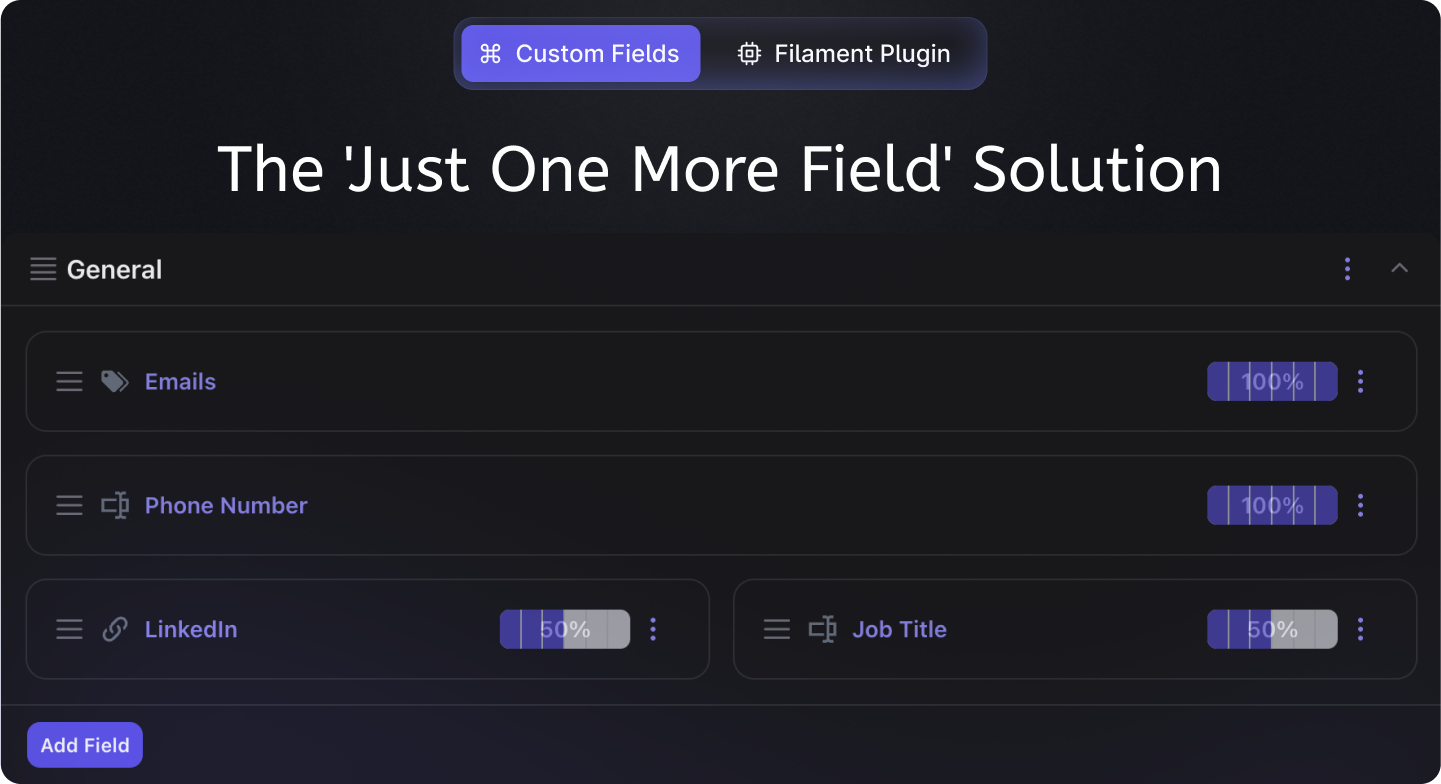 Custom Fields Filament Plugin
The 'Just One More Field' Solution
General
Emails 100%
Phone Number 100%
LinkedIn 50% Job Title 50%
Add Field